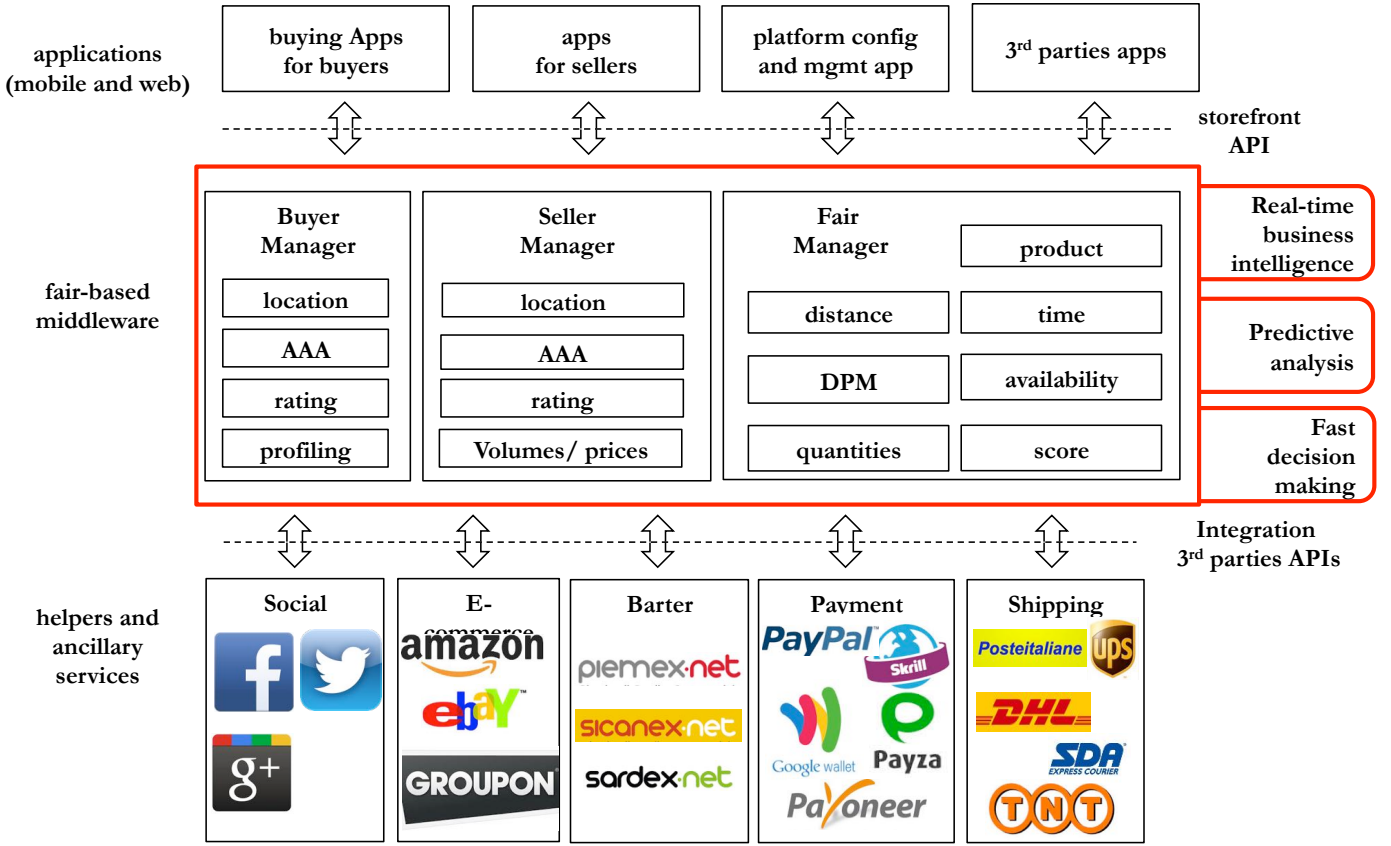 applications
(mobile and web)
buying Apps
for buyers
apps
for sellers
platform config
and mgmt app
3rd parties apps
storefront
API
fair-based
middleware
Buyer
Manager
location
AAA
rating
profiling
Seller
Manager
location
AAA
rating
Volumes/ prices
Fair
Manager
product
distance
time
DPM
availability
quantities
score
Real-time
business
intelligence
Predictive
analysis
Fast
decision
making
Integration
3rd parties APIs
helpers and
ancillary
services
Social
f
g+
E-
commerce
amazon
ebay™
GROUPON
Barter
piemex.net
sicanex.net
sardex.net
Payment
PayPal™
Skrill
Google wallet
Payza
Payoneer
Shipping
Posteitaliane
ups
DHL
SDA
EXPRESS COURIER
TNT